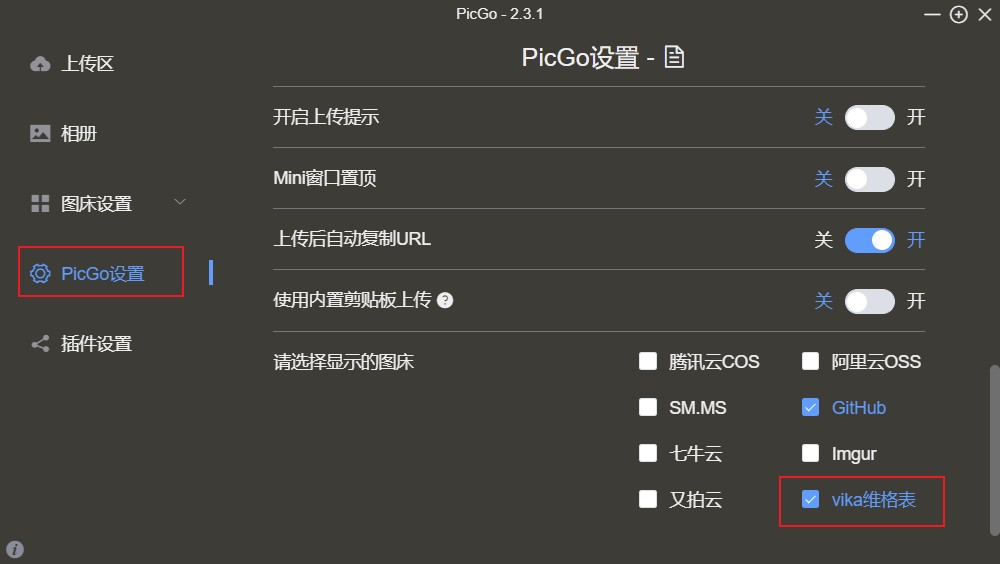 PicGo - 2.3.1
上传区
相册
图床设置
PicGo设置
插件设置
PicGo设置 -
开启上传提示 关 开
Mini窗口置顶 关 开
上传后自动复制URL 关 开
使用内置剪贴板上传 ? 关 开
请选择显示的图床 腾讯云COS 阿里云OSS
SM.MS GitHub
七牛云 Imgur
又拍云 vika维格表
i